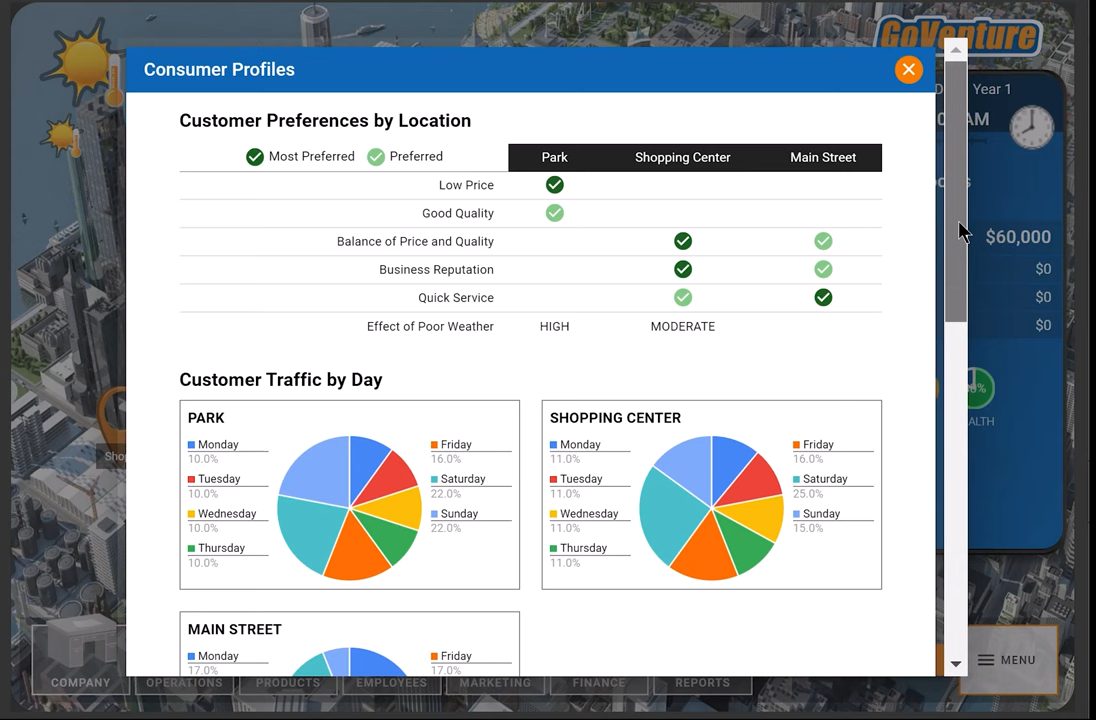 GoVenture
Consumer Profiles
Year 1
AM
$60,000
$0
$0
$0
ALTH
Customer Preferences by Location
Most Preferred
Preferred
Park
Shopping Center
Main Street
Low Price
Good Quality
Balance of Price and Quality
Business Reputation
Quick Service
Effect of Poor Weather
HIGH
MODERATE
Customer Traffic by Day
PARK
Monday
10.0%
Tuesday
10.0%
Wednesday
10.0%
Thursday
10.0%
Friday
16.0%
Saturday
22.0%
Sunday
22.0%
SHOPPING CENTER
Monday
11.0%
Tuesday
11.0%
Wednesday
11.0%
Thursday
11.0%
Friday
16.0%
Saturday
25.0%
Sunday
15.0%
MAIN STREET
Monday
17.0%
Friday
17.0%
Shop
COMPANY
OPERATIONS
PRODUCTS
EMPLOYEES
MARKETING
FINANCE
REPORTS
MENU